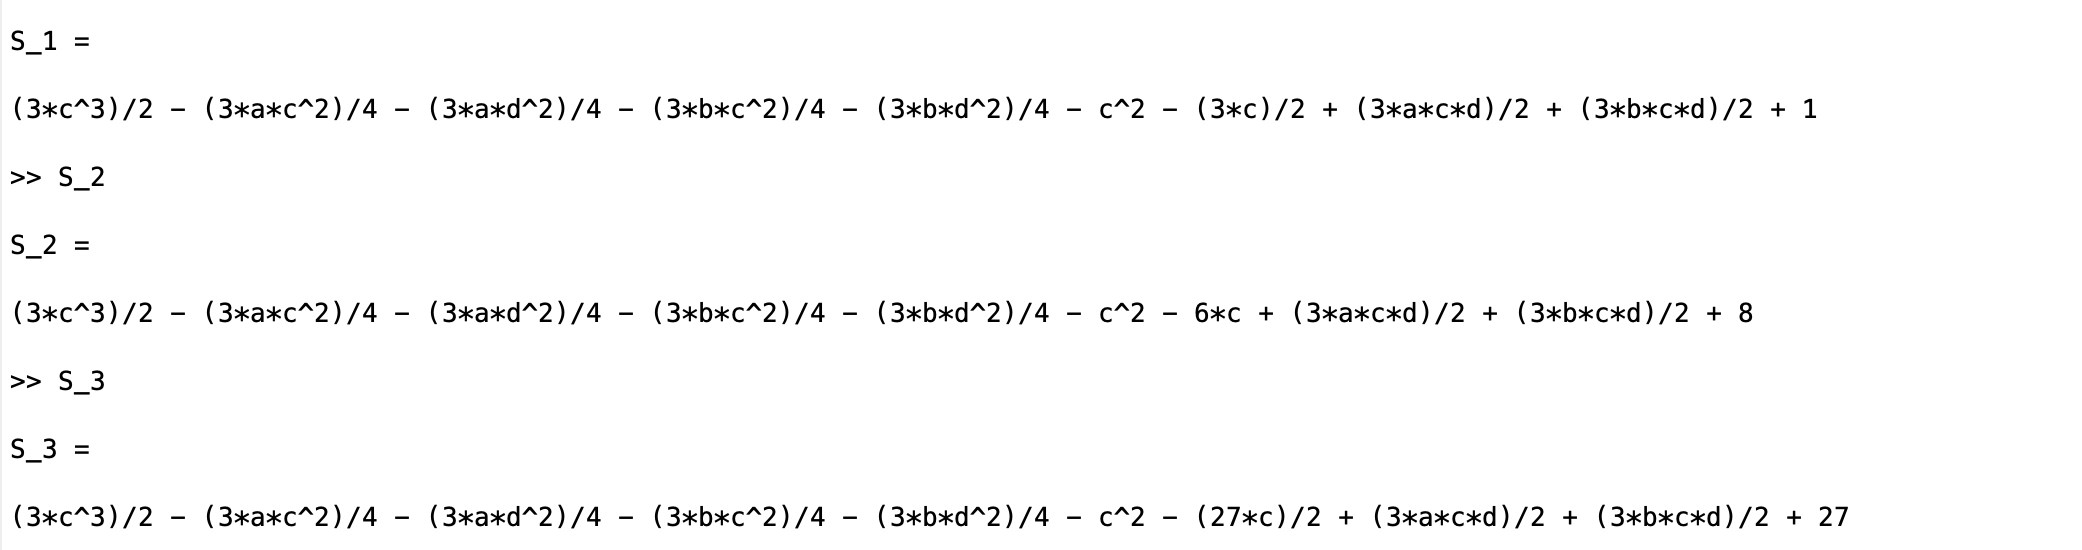 S_1 =
(3*c^3)/2 - (3*a*c^2)/4 - (3*a*d^2)/4 - (3*b*c^2)/4 - (3*b*d^2)/4 - c^2 - (3*c)/2 + (3*a*c*d)/2 + (3*b*c*d)/2 + 1
>> S_2
S_2 =
(3*c^3)/2 - (3*a*c^2)/4 - (3*a*d^2)/4 - (3*b*c^2)/4 - (3*b*d^2)/4 - c^2 - 6*c + (3*a*c*d)/2 + (3*b*c*d)/2 + 8
>> S_3
S_3 =
(3*c^3)/2 - (3*a*c^2)/4 - (3*a*d^2)/4 - (3*b*c^2)/4 - (3*b*d^2)/4 - c^2 - (27*c)/2 + (3*a*c*d)/2 + (3*b*c*d)/2 + 27